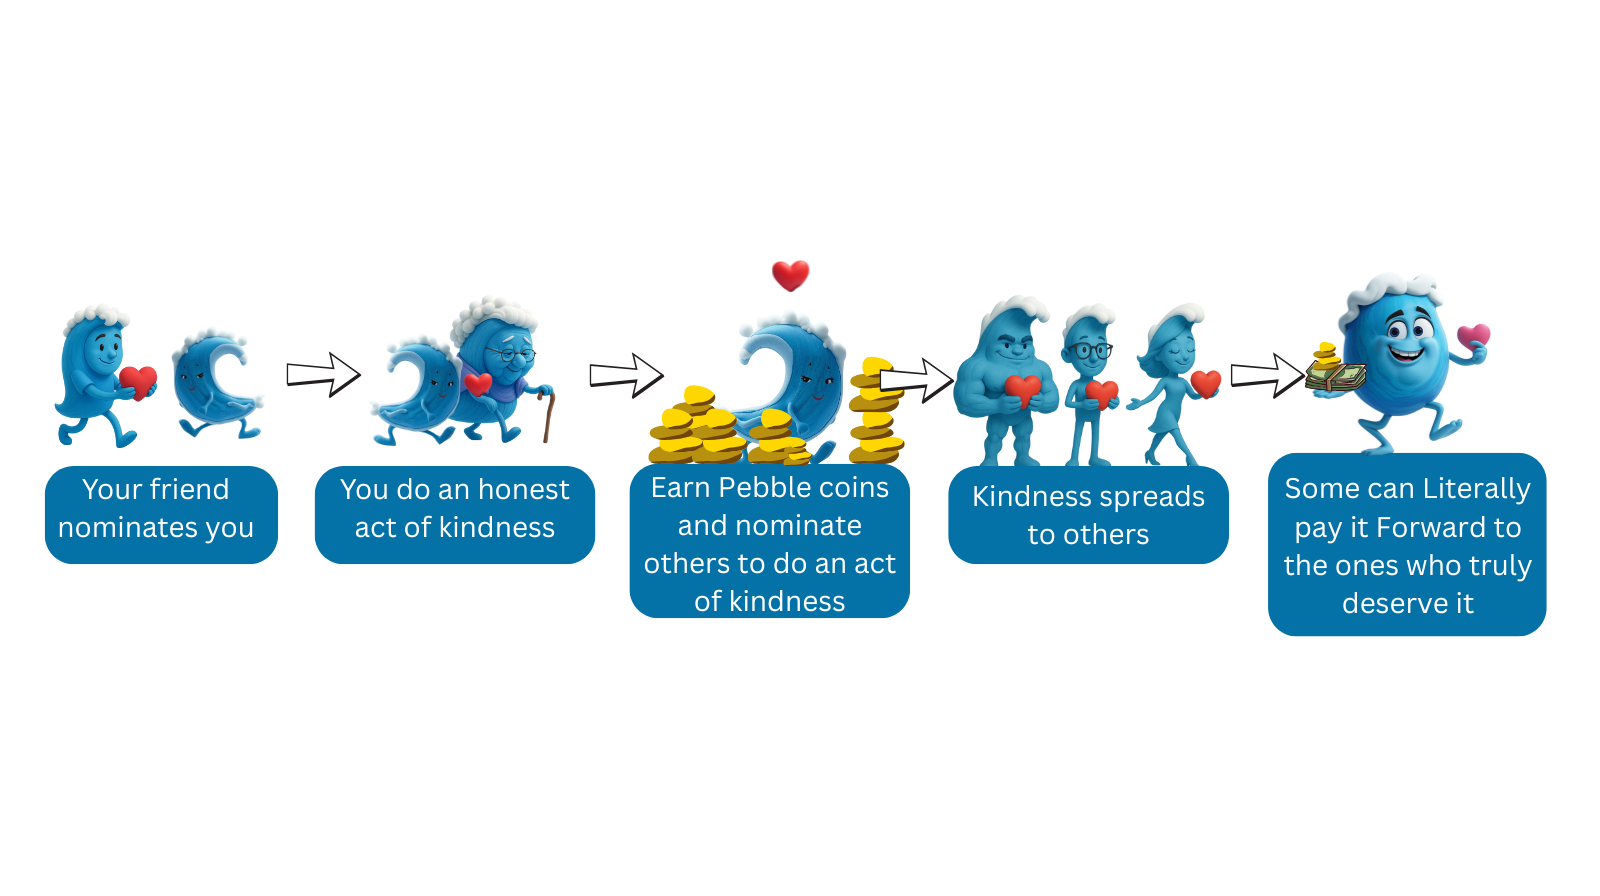 Your friend
nominates you
You do an honest
act of kindness
Earn Pebble coins
and nominate
others to do an act
of kindness
Kindness spreads
to others
Some can Literally
pay it Forward to
the ones who truly
deserve it